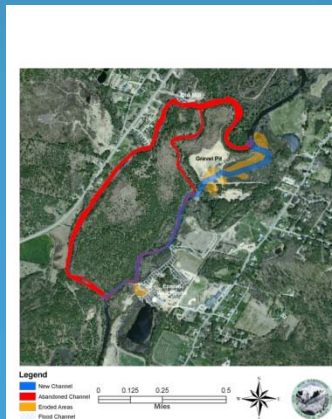 Gravel Pit
Epsom
Legend
New Channel
Abandoned Channel
Eroded Areas
Flood Channel
0 0.125 0.25 0.5
Miles